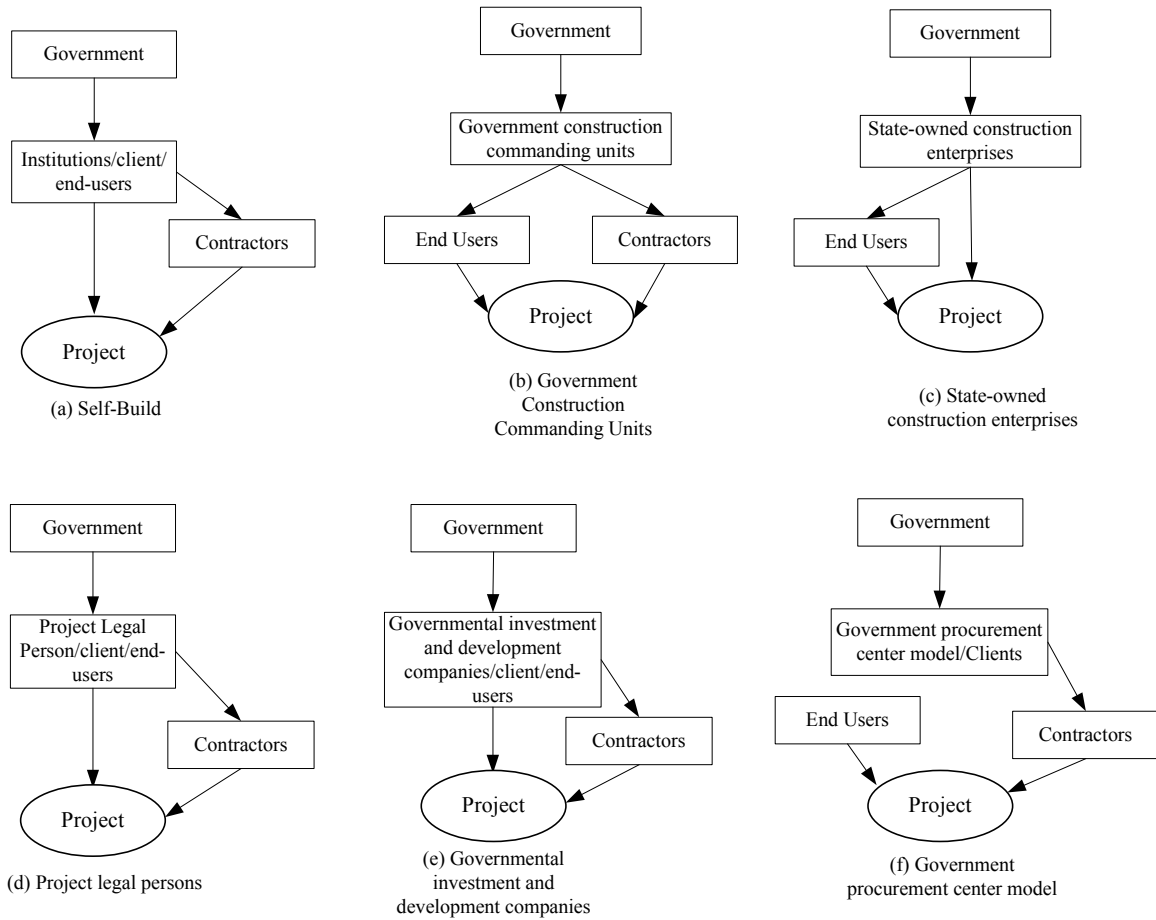 Government
Institutions/client/
end-users
Contractors
Project
(a) Self-Build
Government
Government construction
commanding units
End Users
Contractors
Project
(b) Government
Construction
Commanding Units
Government
State-owned construction
enterprises
End Users
Project
(c) State-owned
construction enterprises
Government
Project Legal
Person/client/end-
users
Contractors
Project
(d) Project legal persons
Government
Governmental investment
and development
companies/client/end-
users
Contractors
Project
(e) Governmental
investment and
development companies
Government
Government procurement
center model/Clients
End Users
Contractors
Project
(f) Government
procurement center model